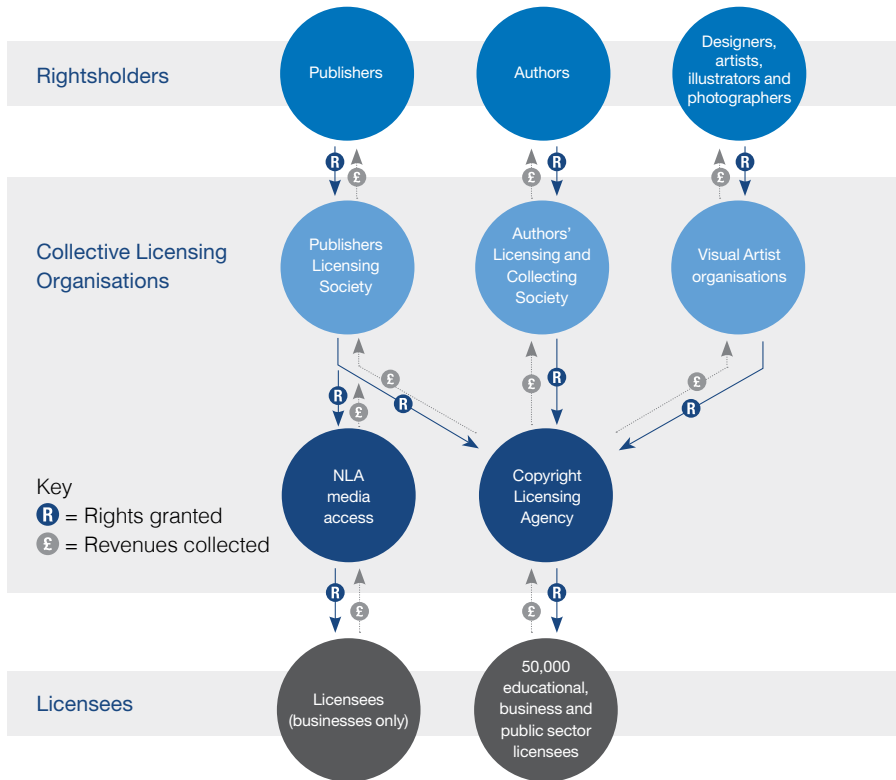 Rightsholders
Publishers
Authors
Designers,
artists,
illustrators and
photographers
R
£
£
R
£
R
Collective Licensing
Organisations
Publishers
Licensing
Society
Authors’
Licensing and
Collecting
Society
Visual Artist
organisations
£
R
£
R
£
R
£
R
NLA
media
access
Copyright
Licensing
Agency
Key
R = Rights granted
£ = Revenues collected
R
£
£
R
Licensees
Licensees
(businesses only)
50,000
educational,
business and
public sector
licensees